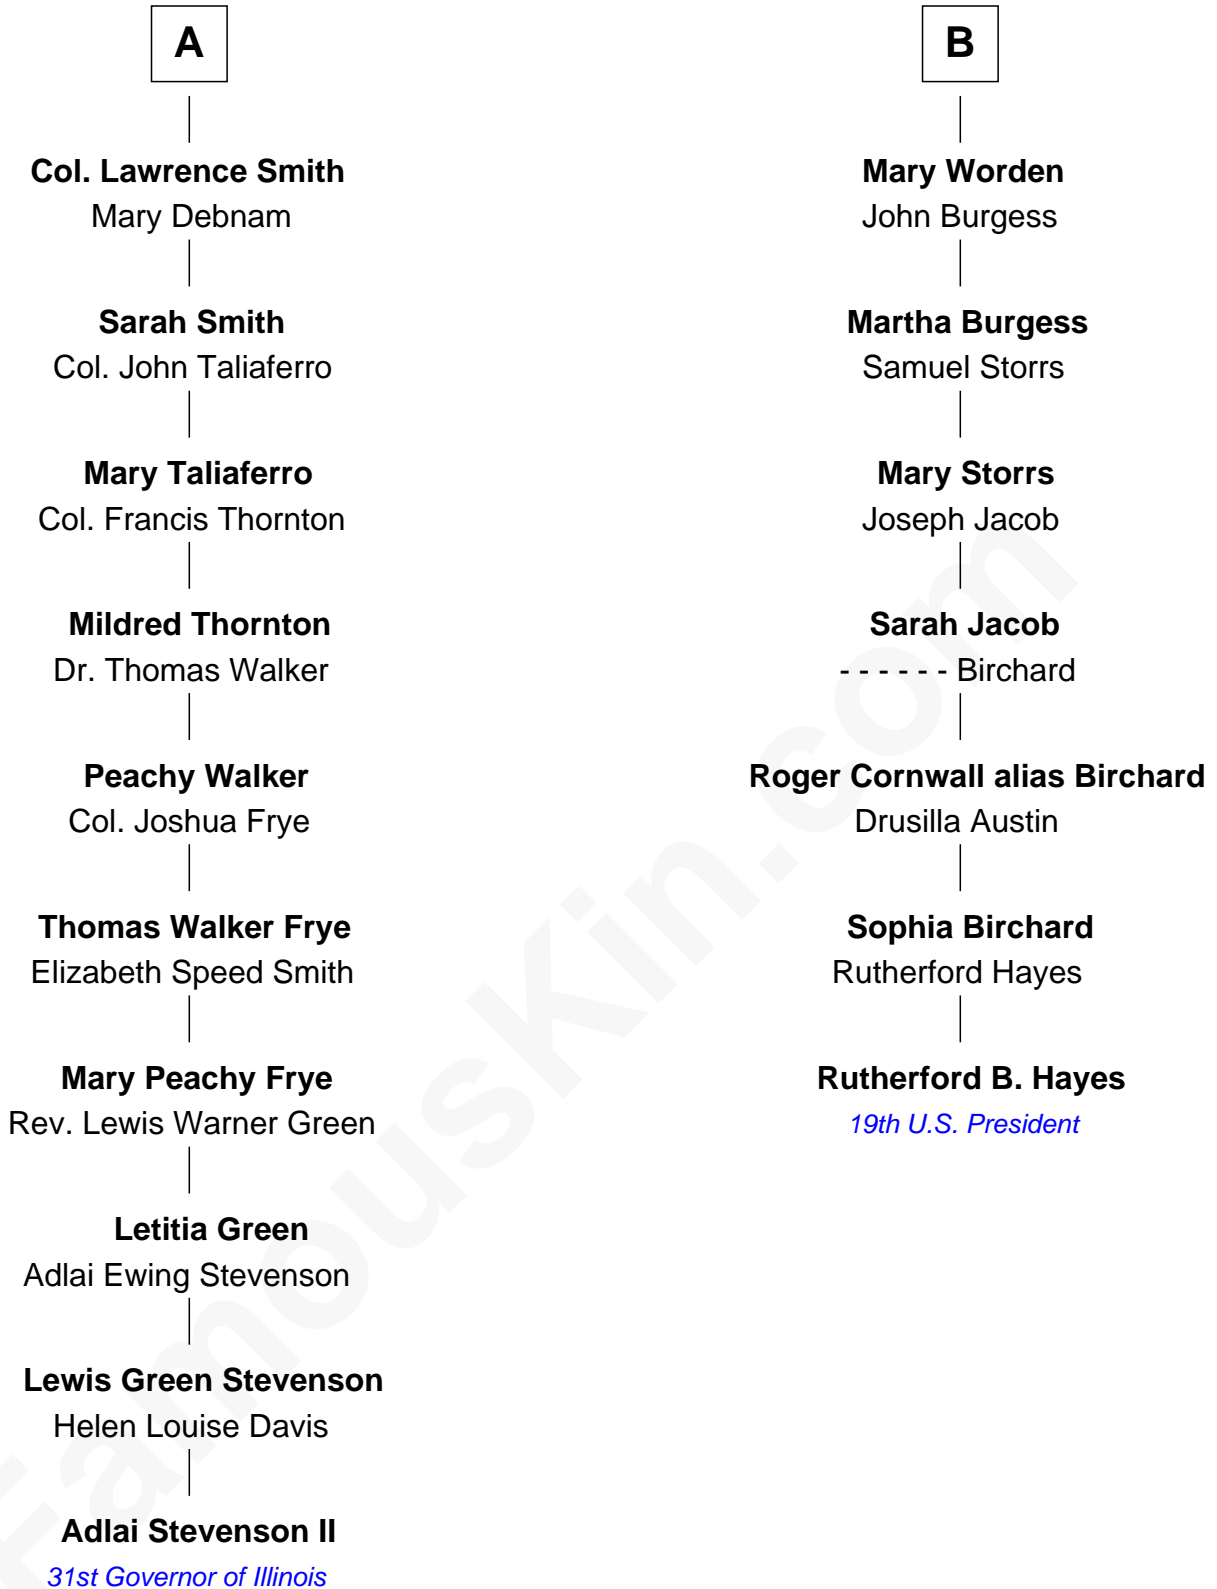 A
Col. Lawrence Smith
Mary Debnam
Sarah Smith
Col. John Taliaferro
Mary Taliaferro
Col. Francis Thornton
Mildred Thornton
Dr. Thomas Walker
Peachy Walker
Col. Joshua Frye
Thomas Walker Frye
Elizabeth Speed Smith
Mary Peachy Frye
Rev. Lewis Warner Green
Letitia Green
Adlai Ewing Stevenson
Lewis Green Stevenson
Helen Louise Davis
Adlai Stevenson II
31st Governor of Illinois
B
Mary Worden
John Burgess
Martha Burgess
Samuel Storrs
Mary Storrs
Joseph Jacob
Sarah Jacob
- - - - - - Birchard
Roger Cornwall alias Birchard
Drusilla Austin
Sophia Birchard
Rutherford Hayes
Rutherford B. Hayes
19th U.S. President
FamousKin.com